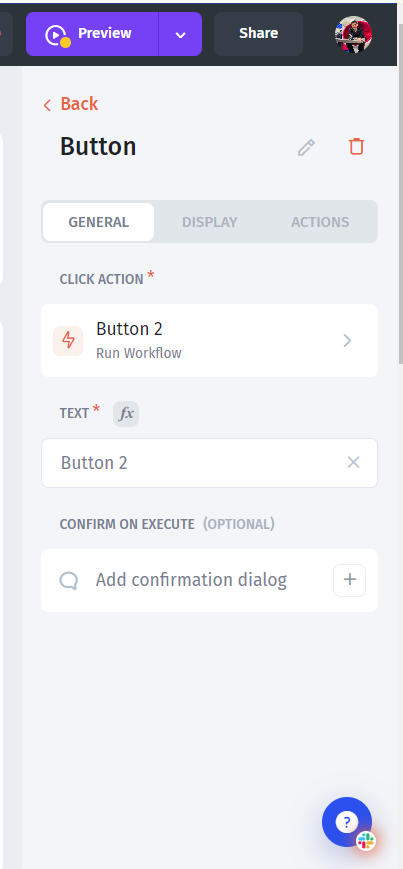 Preview
Share
Back
Button
GENERAL
DISPLAY
ACTIONS
CLICK ACTION *
Button 2
Run Workflow
TEXT * fx
Button 2
CONFIRM ON EXECUTE (OPTIONAL)
Add confirmation dialog
?